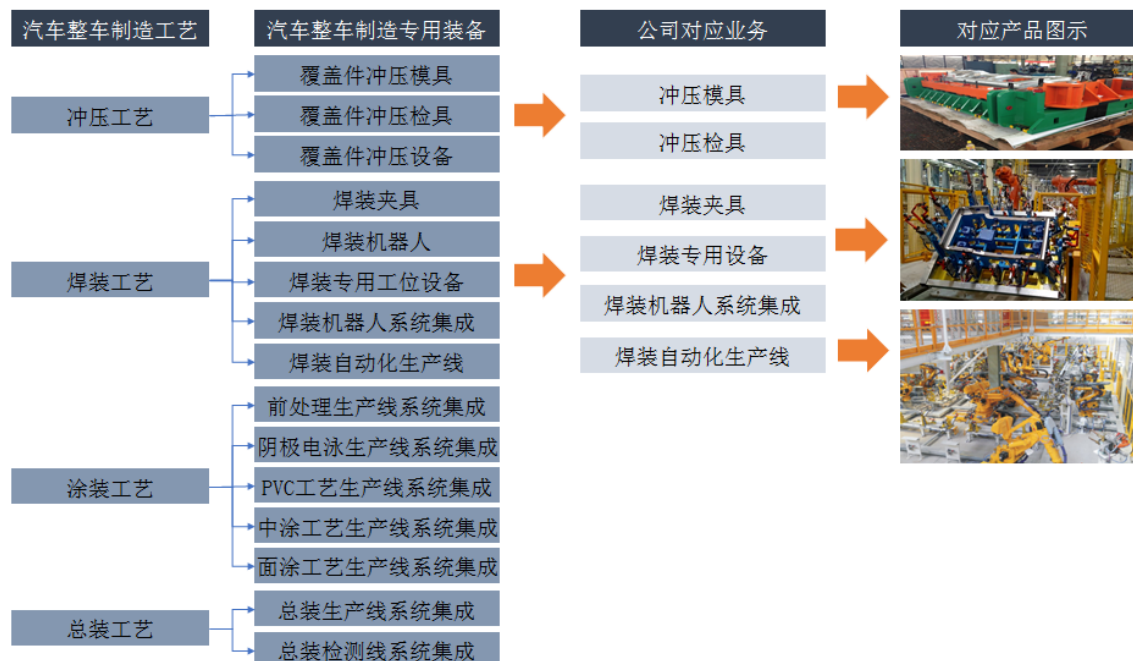 汽车整车制造工艺
汽车整车制造专用装备
公司对应业务
对应产品图示
冲压工艺
覆盖件冲压模具
覆盖件冲压检具
覆盖件冲压设备
冲压模具
冲压检具
焊装工艺
焊装夹具
焊装机器人
焊装专用工位设备
焊装机器人系统集成
焊装自动化生产线
焊装夹具
焊装专用设备
焊装机器人系统集成
焊装自动化生产线
涂装工艺
前处理生产线系统集成
阴极电泳生产线系统集成
PVC工艺生产线系统集成
中涂工艺生产线系统集成
面涂工艺生产线系统集成
总装工艺
总装生产线系统集成
总装检测线系统集成